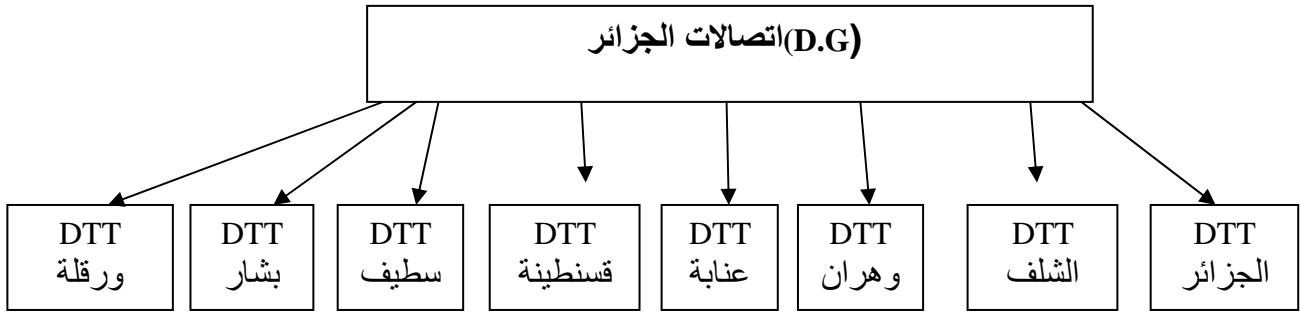 اتصالات الجزائر(D.G)
DTT
الجزائر
DTT
الشلف
DTT
وهران
DTT
عنابة
DTT
قسنطينة
DTT
سطيف
DTT
بشار
DTT
ورقلة